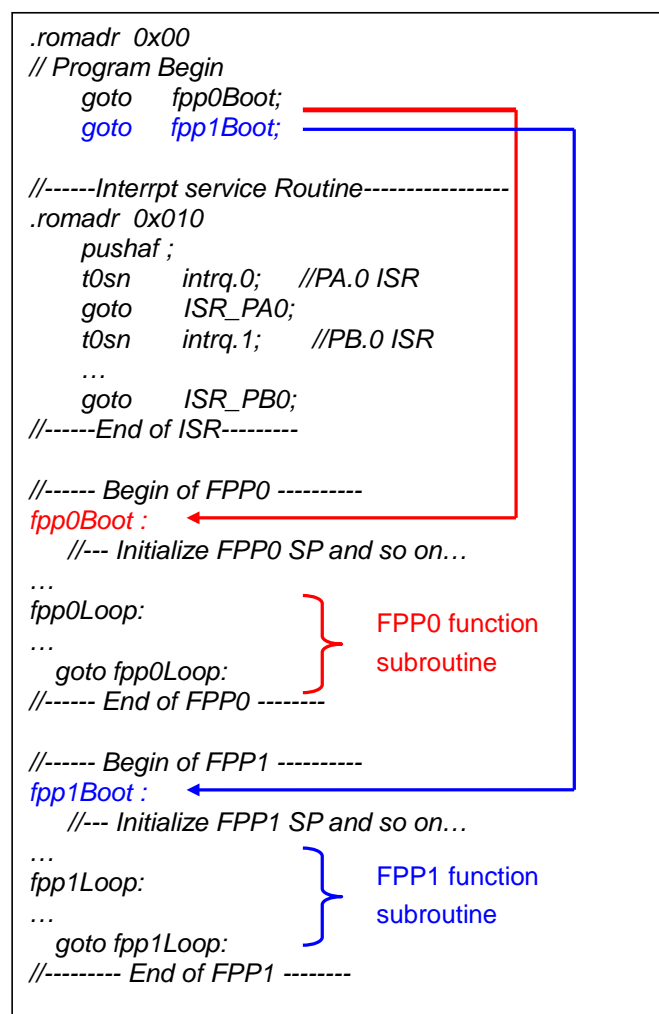 .romadr 0x00
// Program Begin
goto fpp0Boot;
goto fpp1Boot;
//------Interrpt service Routine-----------------
.romadr 0x010
pushaf ;
t0sn intrq.0; //PA.0 ISR
goto ISR_PA0;
t0sn intrq.1; //PB.0 ISR
…
goto ISR_PB0;
//------End of ISR---------
//------ Begin of FPP0 ----------
fpp0Boot :
//--- Initialize FPP0 SP and so on…
…
fpp0Loop:
…
goto fpp0Loop:
FPP0 function
subroutine
//------ End of FPP0 --------
//------ Begin of FPP1 ----------
fpp1Boot :
//--- Initialize FPP1 SP and so on…
…
fpp1Loop:
…
goto fpp1Loop:
FPP1 function
subroutine
//--------- End of FPP1 --------